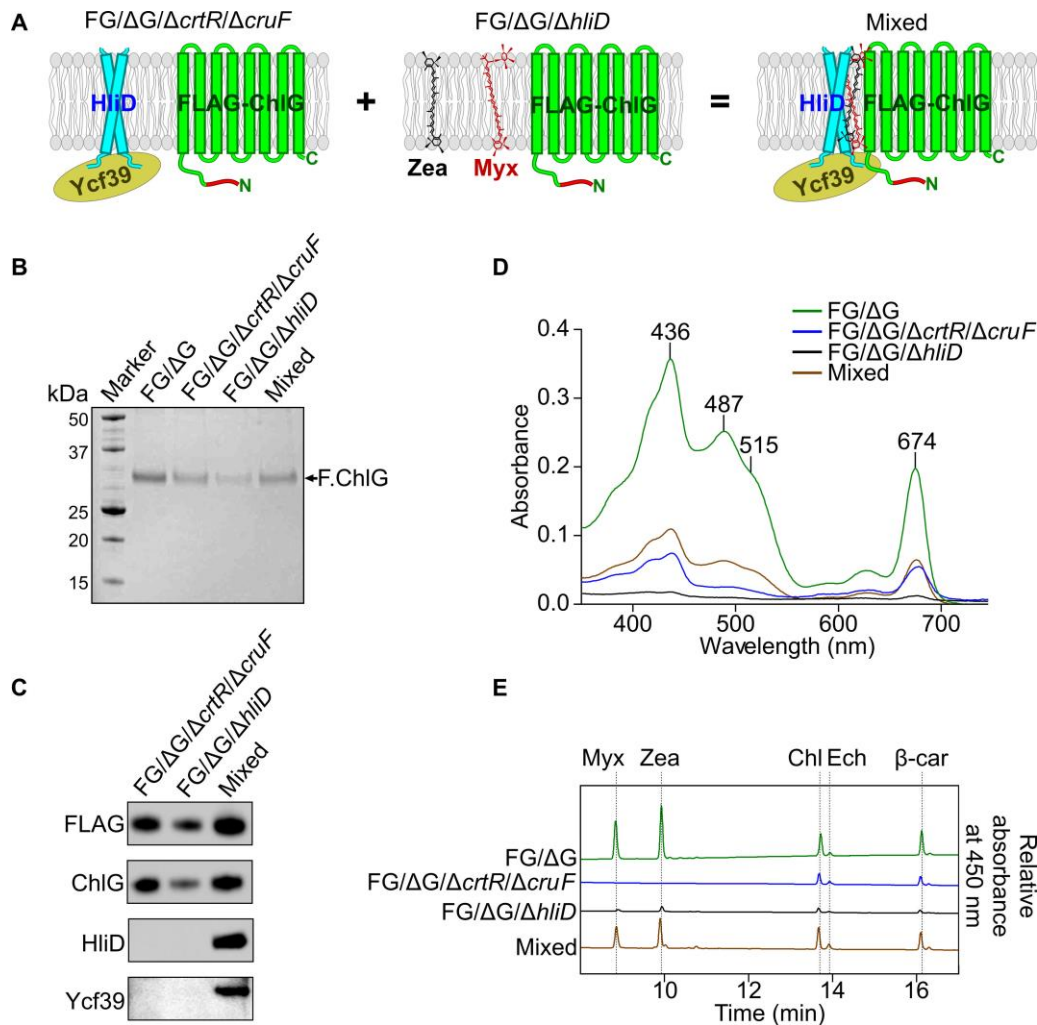 A
FG/ΔG/ΔcrtR/ΔcruF
FG/ΔG/ΔhliD
Mixed
HliD
FLAG-ChlG
Ycf39
N
C
+
Zea
Myx
FLAG-ChlG
N
C
=
HliD
FLAG-ChlG
Ycf39
N
C
B
kDa
Marker
FG/ΔG
FG/ΔG/ΔcrtR/ΔcruF
FG/ΔG/ΔhliD
Mixed
50
37
25
20
15
F.ChlG
C
FG/ΔG/ΔcrtR/ΔcruF
FG/ΔG/ΔhliD
Mixed
FLAG
ChlG
HliD
Ycf39
D
FG/ΔG
FG/ΔG/ΔcrtR/ΔcruF
FG/ΔG/ΔhliD
Mixed
436
487
515
674
Absorbance
0.4
0.3
0.2
0.1
0.0
400 500 600 700
Wavelength (nm)
E
Myx Zea Chl Ech β-car
FG/ΔG
FG/ΔG/ΔcrtR/ΔcruF
FG/ΔG/ΔhliD
Mixed
Relative
absorbance
at 450 nm
10 12 14 16
Time (min)